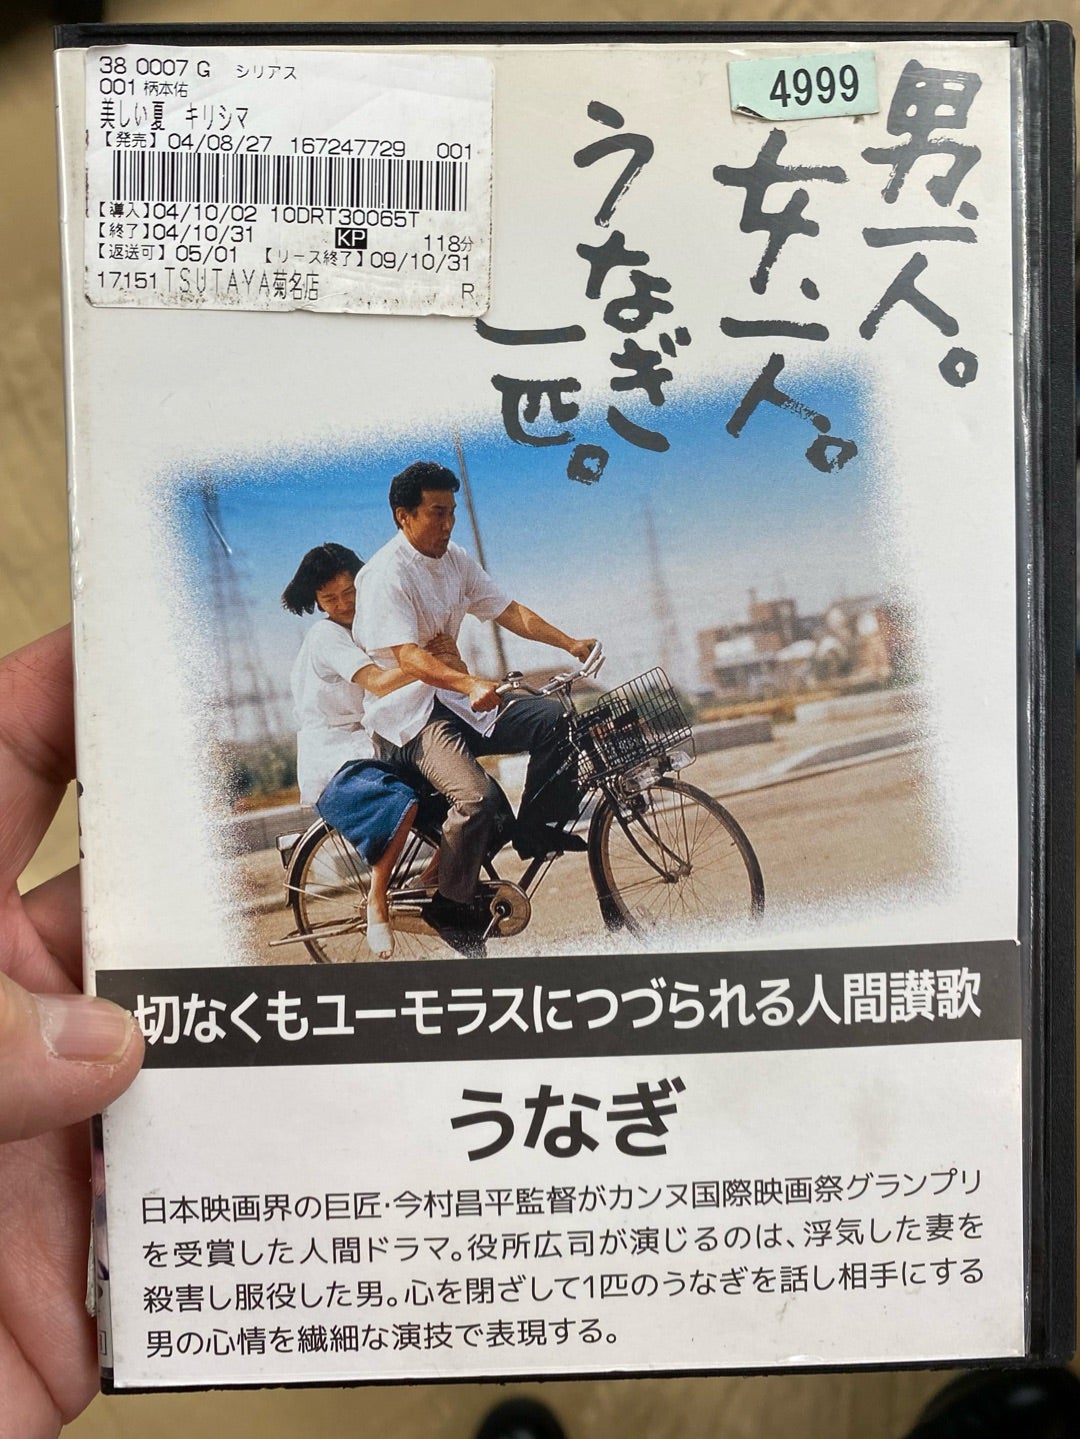 38 0007 G シリアス
001 柄本佑
美しい夏 キリシマ
【発売】04/08/27 167247729 001
【導入】04/10/02 10DRT30065T
【終了】04/10/31 KP 118分
【返送可】05/01 【リース終了】09/10/31
17151 TSUTAYA菊名店 R
4999
男一人。
女、一人。
うなぎ
一匹。
切なくもユーモラスにつづられる人間讃歌
うなぎ
日本映画界の巨匠・今村昌平監督がカンヌ国際映画祭グランプリ
を受賞した人間ドラマ。役所広司が演じるのは、浮気した妻を
殺害し服役した男。心を閉ざして1匹のうなぎを話し相手にする
男の心情を繊細な演技で表現する。